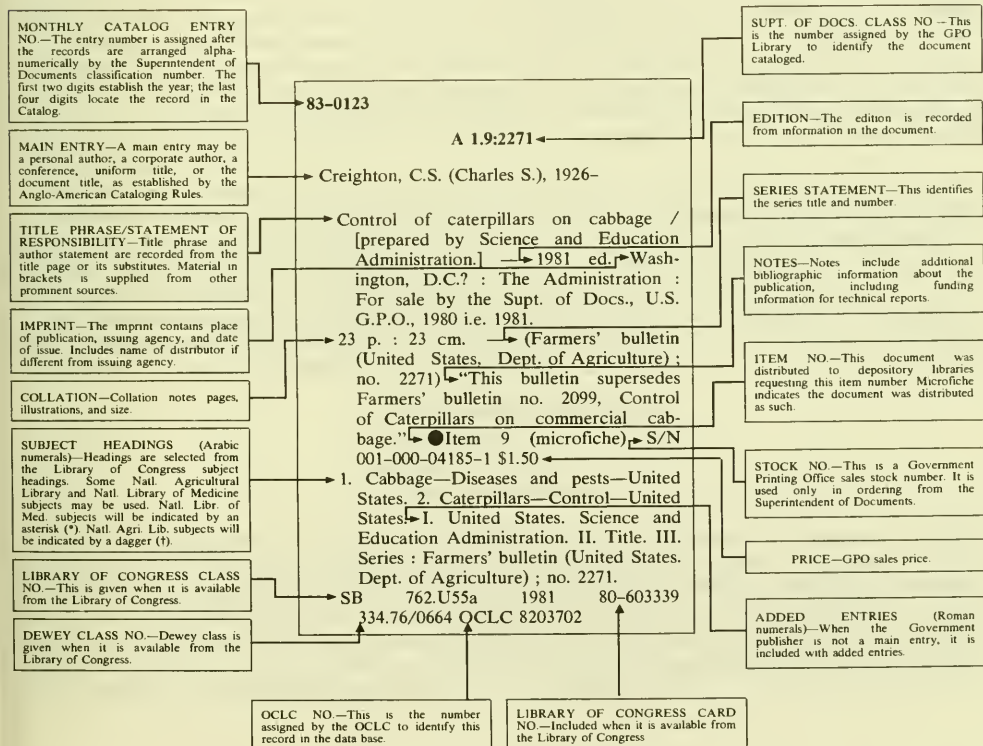 MONTHLY CATALOG ENTRY
NO.—The entry number is assigned after
the records are arranged alpha-
numerically by the Superintendent of
Documents classification number. The
first two digits establish the year; the last
four digits locate the record in the
Catalog.
MAIN ENTRY—A main entry may be
a personal author, a corporate author, a
conference, uniform title, or the
document title, as established by the
Anglo-American Cataloging Rules.
TITLE PHRASE/STATEMENT OF
RESPONSIBILITY—Title phrase and
author statement are recorded from the
title page or its substitutes. Material in
brackets is supplied from other
prominent sources.
IMPRINT—The imprint contains place
of publication, issuing agency, and date
of issue. Includes name of distributor if
different from issuing agency.
COLLATION—Collation notes pages,
illustrations, and size.
SUBJECT HEADINGS (Arabic
numerals)—Headings are selected from
the Library of Congress subject
headings. Some Natl. Agricultural
Library and Natl. Library of Medicine
subjects may be used. Natl. Libr. of
Med. subjects will be indicated by an
asterisk (*). Natl. Agri. Lib. subjects will
be indicated by a dagger (†).
LIBRARY OF CONGRESS CLASS
NO.—This is given when it is available
from the Library of Congress.
DEWEY CLASS NO.—Dewey class is
given when it is available from the
Library of Congress.
83-0123
A 1.9:2271
Creighton, C.S. (Charles S.), 1926-
Control of caterpillars on cabbage /
[prepared by Science and Education
Administration.] — 1981 ed. Wash-
ington, D.C.? : The Administration :
For sale by the Supt. of Docs., U.S.
G.P.O., 1980 i.e. 1981.
23 p. : 23 cm. — (Farmers' bulletin
(United States, Dept. of Agriculture) ;
no. 2271) "This bulletin supersedes
Farmers' bulletin no. 2099, Control
of Caterpillars on commercial cab-
bage." ●Item 9 (microfiche) S/N
001-000-04185-1 $1.50
1. Cabbage—Diseases and pests—United
States. 2. Caterpillars—Control—United
States. I. United States. Science and
Education Administration. II. Title. III.
Series : Farmers' bulletin (United States.
Dept. of Agriculture) ; no. 2271.
SB 762.U55a 1981 80-603339
334.76/0664 OCLC 8203702
SUPT. OF DOCS. CLASS NO —This
is the number assigned by the GPO
Library to identify the document
cataloged.
EDITION—The edition is recorded
from information in the document.
SERIES STATEMENT—This identifies
the series title and number.
NOTES—Notes include additional
bibliographic information about the
publication, including funding
information for technical reports.
ITEM NO.—This document was
distributed to depository libraries
requesting this item number Microfiche
indicates the document was distributed
as such.
STOCK NO.—This is a Government
Printing Office sales stock number. It is
used only in ordering from the
Superintendent of Documents.
PRICE—GPO sales price.
ADDED ENTRIES (Roman
numerals)—When the Government
publisher is not a main entry, it is
included with added entries.
OCLC NO.—This is the number
assigned by the OCLC to identify this
record in the data base.
LIBRARY OF CONGRESS CARD
NO.—Included when it is available from
the Library of Congress